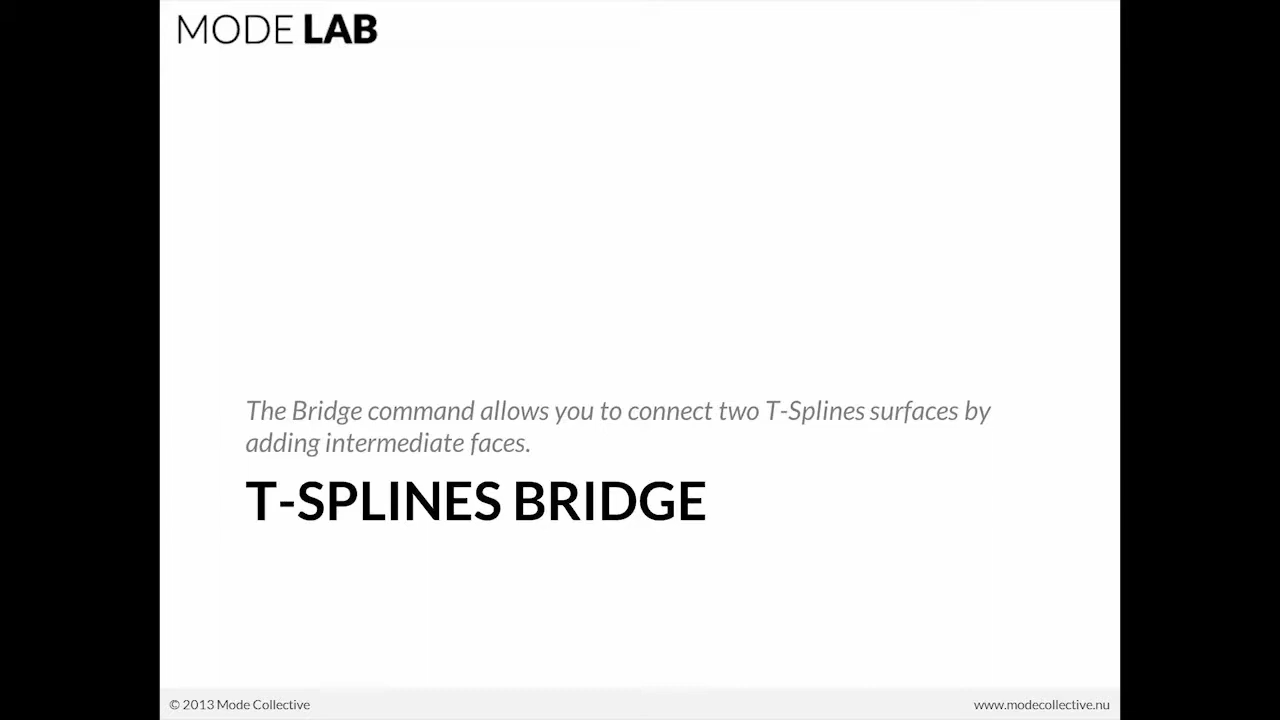 MODE LAB
The Bridge command allows you to connect two T-Splines surfaces by
adding intermediate faces.
T-SPLINES BRIDGE
© 2013 Mode Collective
www.modecollective.nu